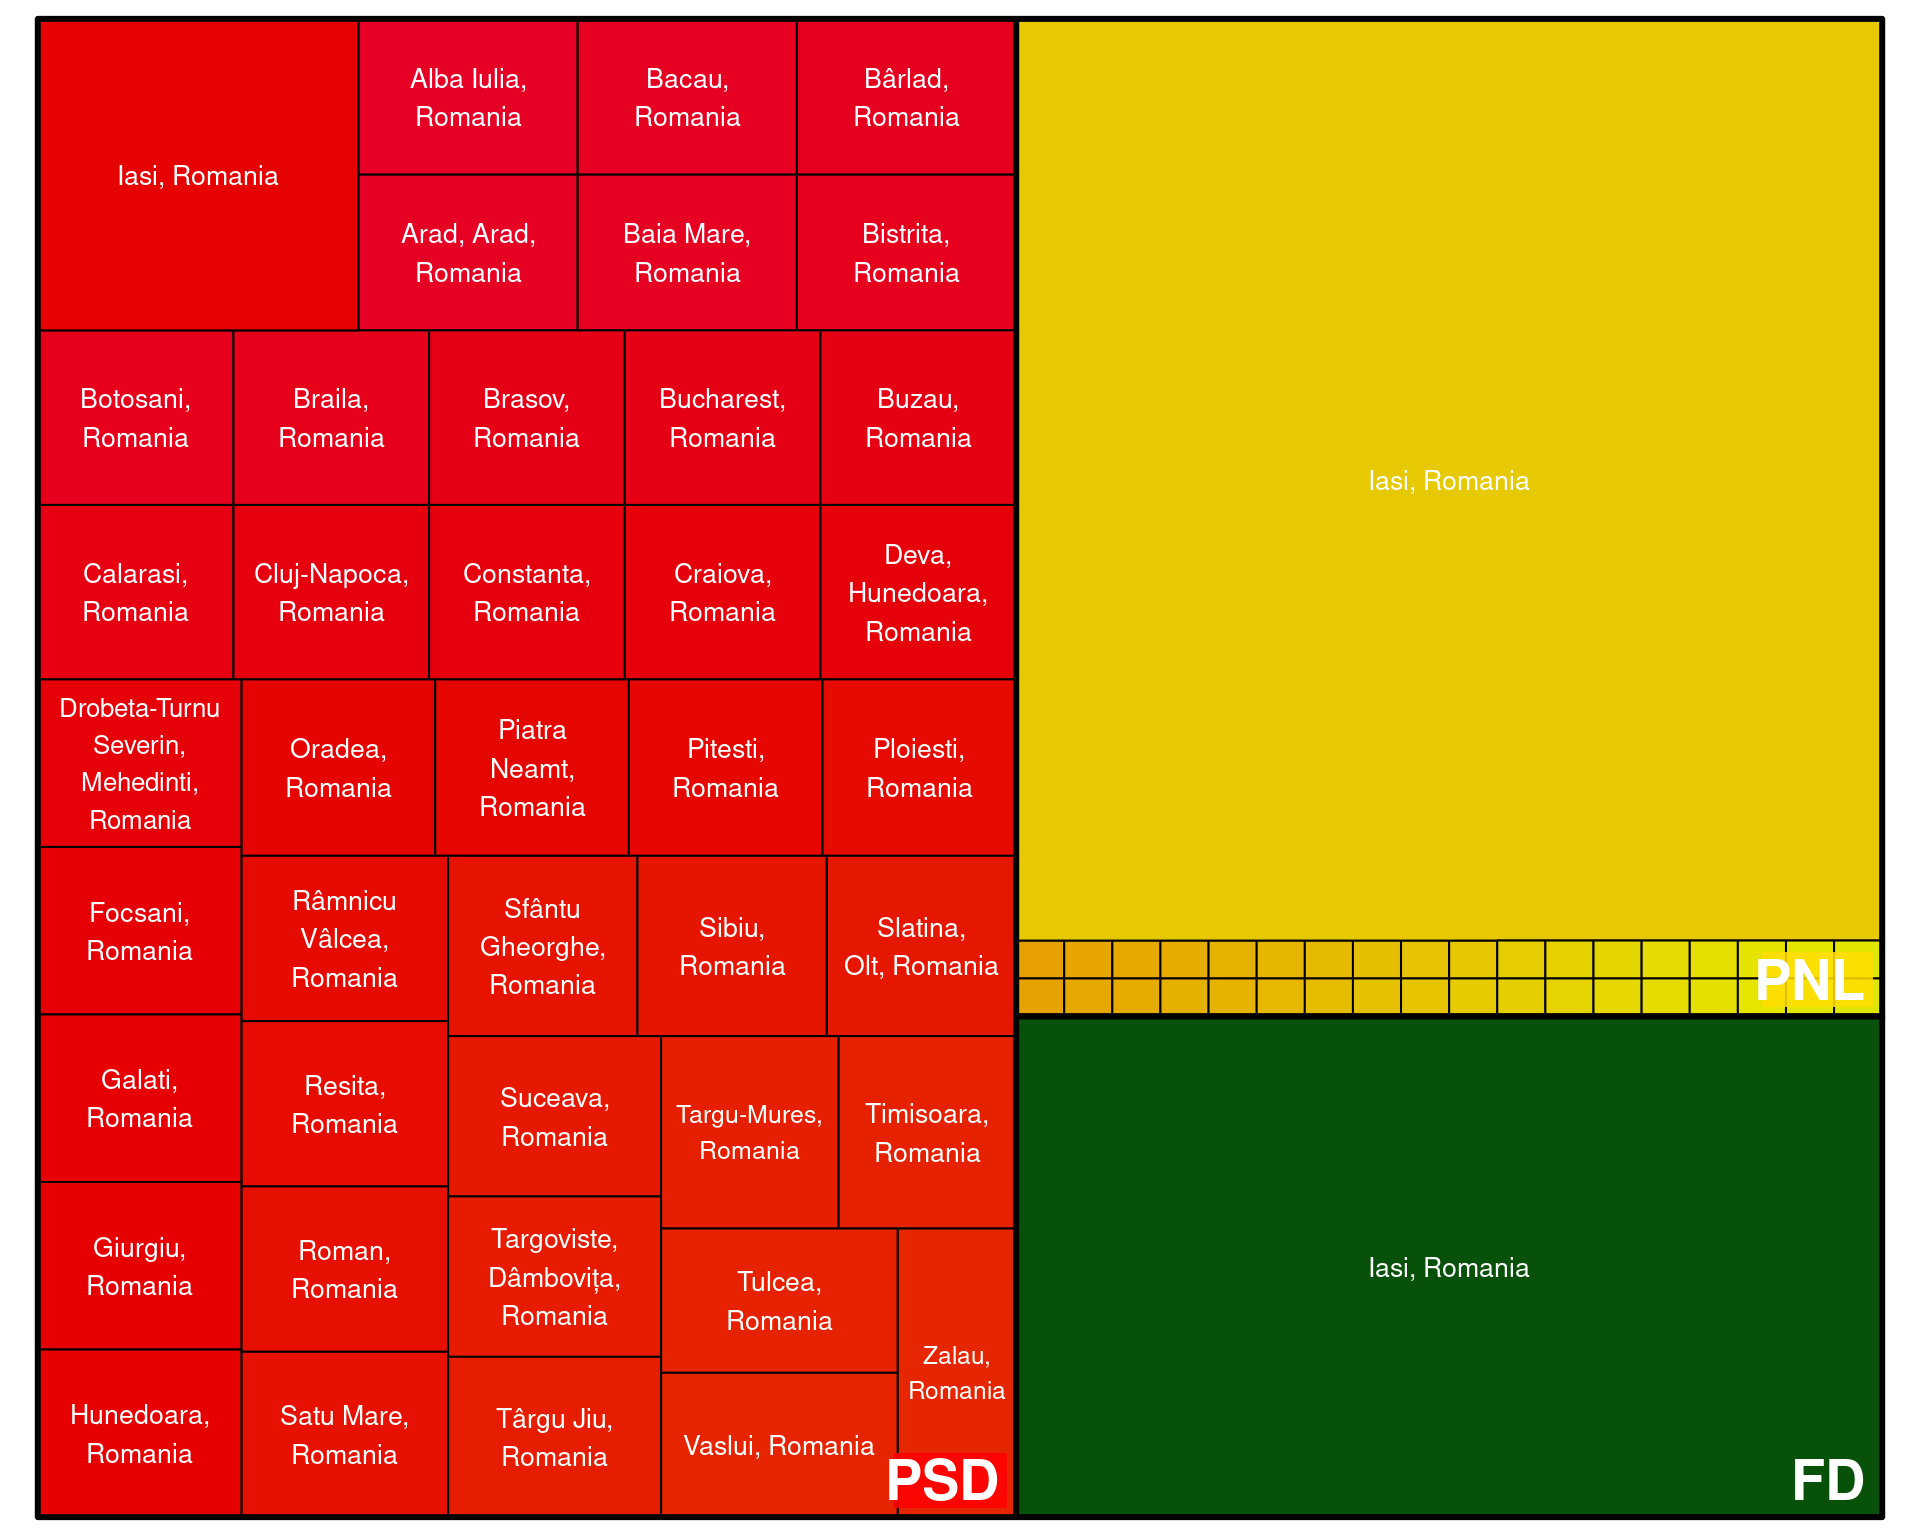 Iasi, Romania
Alba Iulia,
Romania
Bacau,
Romania
Bârlad,
Romania
Arad, Arad,
Romania
Baia Mare,
Romania
Bistrita,
Romania
Botosani,
Romania
Braila,
Romania
Brasov,
Romania
Bucharest,
Romania
Buzau,
Romania
Calarasi,
Romania
Cluj-Napoca,
Romania
Constanta,
Romania
Craiova,
Romania
Deva,
Hunedoara,
Romania
Drobeta-Turnu
Severin,
Mehedinti,
Romania
Oradea,
Romania
Piatra
Neamt,
Romania
Pitesti,
Romania
Ploiesti,
Romania
Focsani,
Romania
Râmnicu
Vâlcea,
Romania
Sfântu
Gheorghe,
Romania
Sibiu,
Romania
Slatina,
Olt, Romania
Galati,
Romania
Resita,
Romania
Suceava,
Romania
Targu-Mures,
Romania
Timisoara,
Romania
Giurgiu,
Romania
Roman,
Romania
Targoviste,
Dâmbovița,
Romania
Tulcea,
Romania
Zalau,
Romania
Hunedoara,
Romania
Satu Mare,
Romania
Târgu Jiu,
Romania
Vaslui, Romania
PSD
Iasi, Romania
PNL
Iasi, Romania
FD